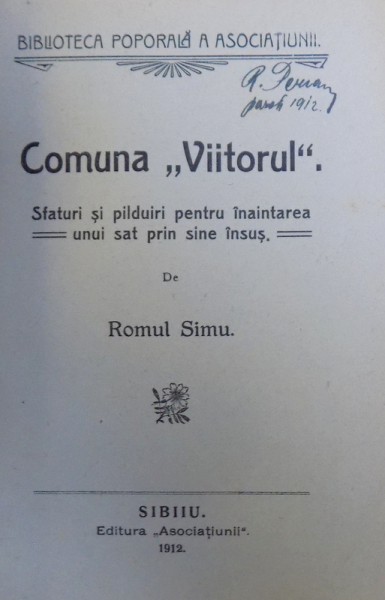 BIBLIOTECA POPORALĂ A ASOCIAȚIUNII.
1912.
Comuna „Viitorul“.
Sfaturi și pilduiri pentru înaintarea
unui sat prin sine însuș.
De
Romul Simu.
SIBIIU.
Editura „Asociațiunii“.
1912.